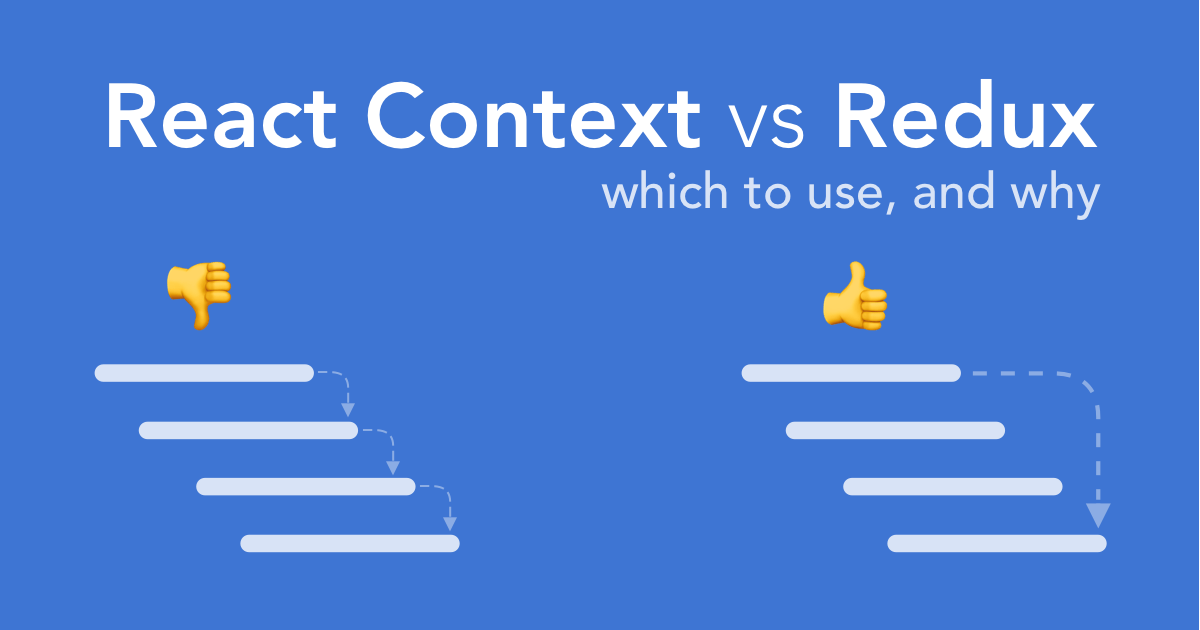 React Context vs Redux
which to use, and why